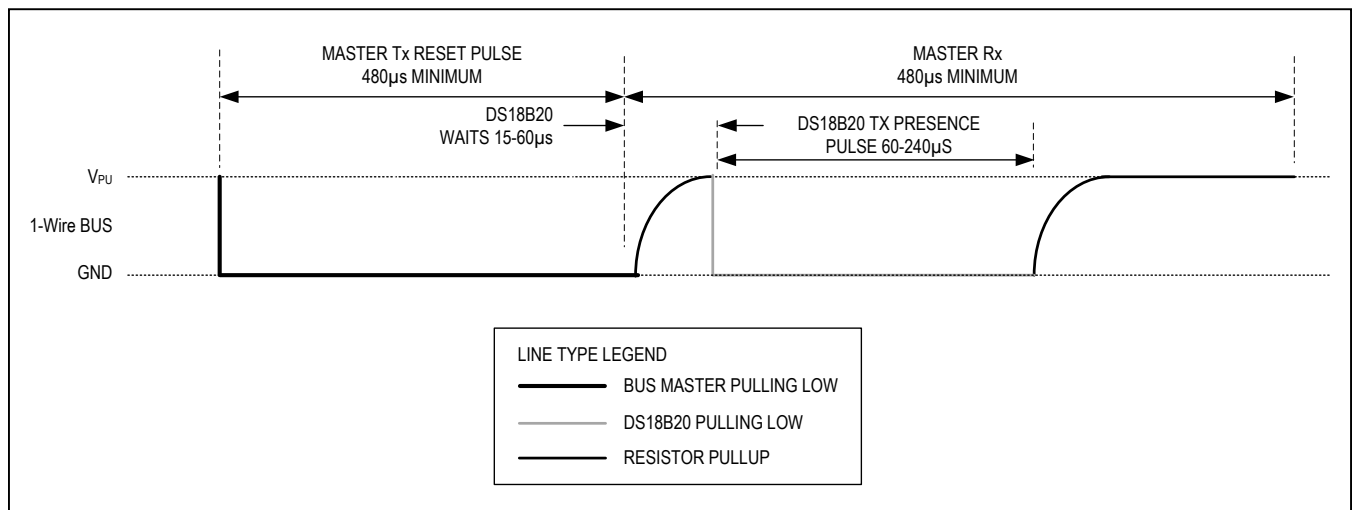 MASTER Tx RESET PULSE
480µs MINIMUM
MASTER Rx
480µs MINIMUM
DS18B20
WAITS 15-60µs
DS18B20 TX PRESENCE
PULSE 60-240µS
VPU
1-Wire BUS
GND
LINE TYPE LEGEND
BUS MASTER PULLING LOW
DS18B20 PULLING LOW
RESISTOR PULLUP